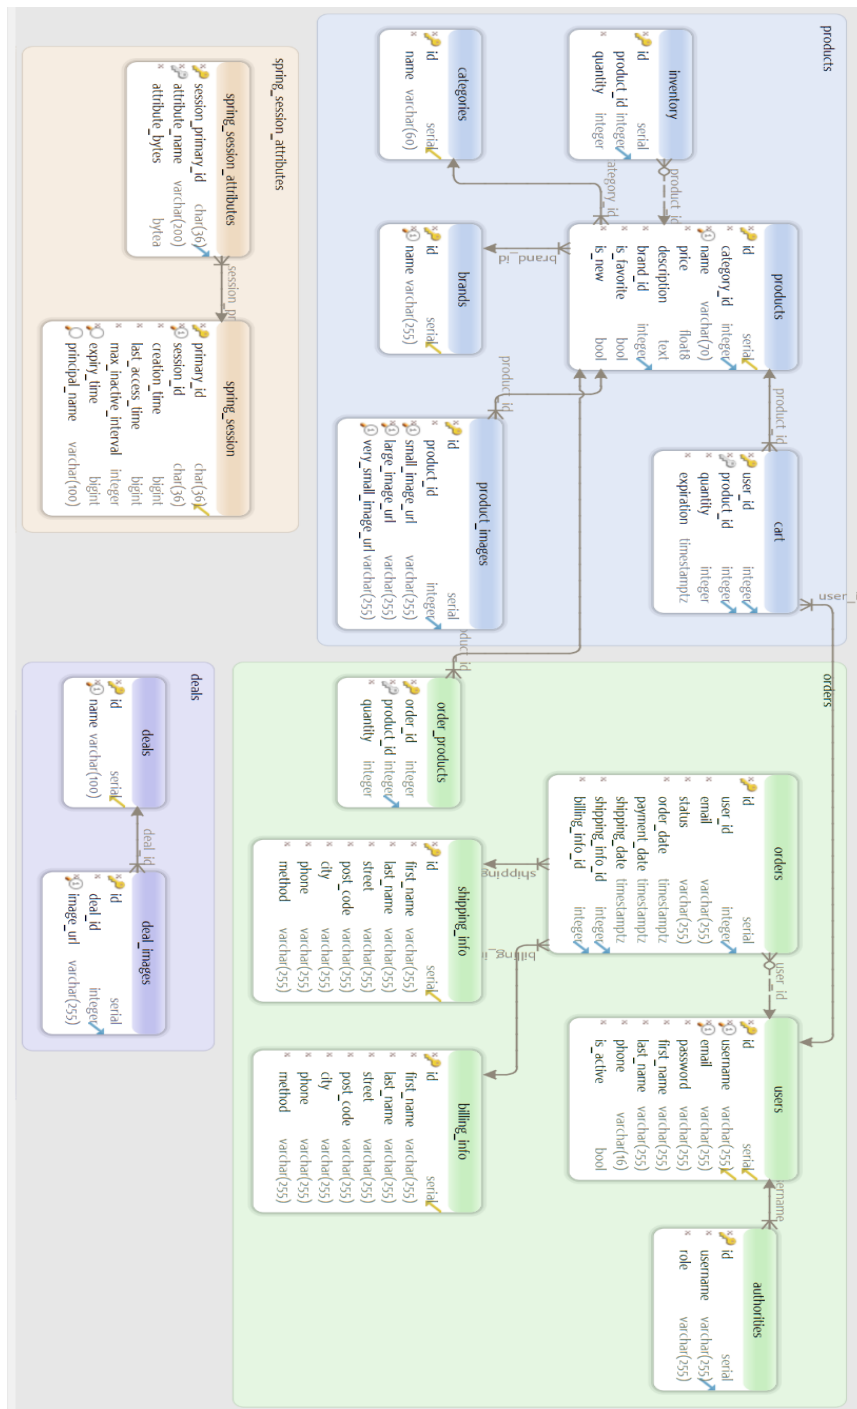 products
categories
id serial
name varchar(60)
inventory
id serial
product_id integer
quantity integer
product_id
category_id
products
id serial
category_id integer
name varchar(70)
price float8
description text
brand_id integer
is_favorite bool
is_new bool
brand_id
brands
id serial
name varchar(255)
product_id
product_id
cart
user_id integer
product_id integer
quantity integer
expiration timestamptz
product_images
id serial
product_id integer
small_image_url varchar(255)
large_image_url varchar(255)
very_small_image_url varchar(255)
spring_session_attributes
spring_session_attributes
session_primary_id char(36)
attribute_name varchar(200)
attribute_bytes bytea
spring_session
primary_id char(36)
session_id char(36)
creation_time bigint
last_access_time bigint
max_inactive_interval integer
expiry_time bigint
principal_name varchar(100)
orders
order_products
order_id integer
product_id integer
quantity integer
orders
id serial
user_id integer
email varchar(255)
status varchar(255)
order_date timestamptz
payment_date timestamptz
shipping_date timestamptz
shipping_info_id integer
billing_info_id integer
user_id
shipping
shipping_info
id serial
first_name varchar(255)
last_name varchar(255)
street varchar(255)
post_code varchar(255)
city varchar(255)
phone varchar(255)
method varchar(255)
billing_i
billing_info
id serial
first_name varchar(255)
last_name varchar(255)
street varchar(255)
post_code varchar(255)
city varchar(255)
phone varchar(255)
method varchar(255)
users
id serial
username varchar(255)
email varchar(255)
password varchar(255)
first_name varchar(255)
last_name varchar(255)
phone varchar(16)
is_active bool
authorities
id serial
username varchar(255)
role varchar(255)
deals
deals
id serial
name varchar(100)
deal_id
deal_images
id serial
deal_id integer
image_url varchar(255)